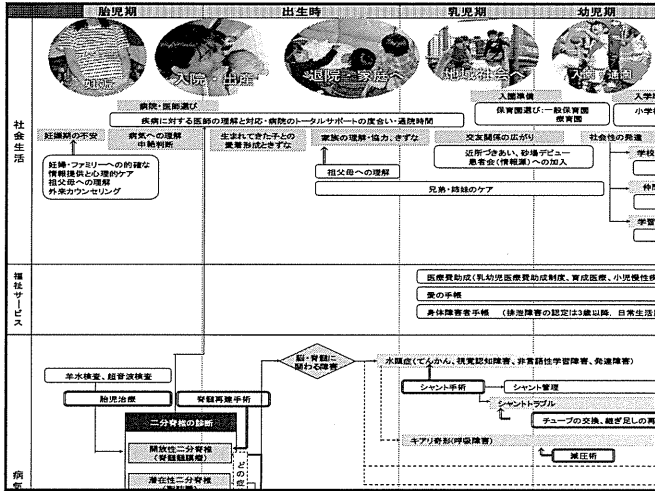 胎児期
出生時
乳児期
幼児期
妊娠
入院・出産
退院・家庭へ
地域社会へ
入園・通園
社会生活
病院・医師選び
疾病に対する医師の理解と対応・病院のトータルサポートの度合い・通院時間
入園準備
保育園選び:一般保育園
療育園
入学
小学校
妊娠期の不安
病気への理解
中絶判断
生まれてきた子との
愛着形成ときずな
家族の理解・協力、きずな
交友関係の広がり
社会性の発達
妊婦・ファミリーへの的確な
情報提供と心理的ケア
祖父母への理解
外来カウンセリング
祖父母への理解
近所づきあい、砂場デビュー
患者会(情報源)への加入
学校
仲間
学習
兄弟・姉妹のケア
福祉サービス
医療費助成(乳幼児医療費助成制度、育成医療、小児慢性疾
愛の手帳
身体障害者手帳 (排泄障害の認定は3歳以降、日常生活
病気
羊水検査、超音波検査
胎児治療
脊髄再建手術
脳・脊髄に
関わる障害
水頭症(てんかん、視覚認知障害、非言語性学習障害、発達障害)
シャント手術
シャント管理
シャントトラブル
チューブの交換、継ぎ足しの再
キアリ奇形(呼吸障害)
減圧術
二分脊椎の診断
開放性二分脊椎
(脊髄髄膜瘤)
潜在性二分脊椎
どの症